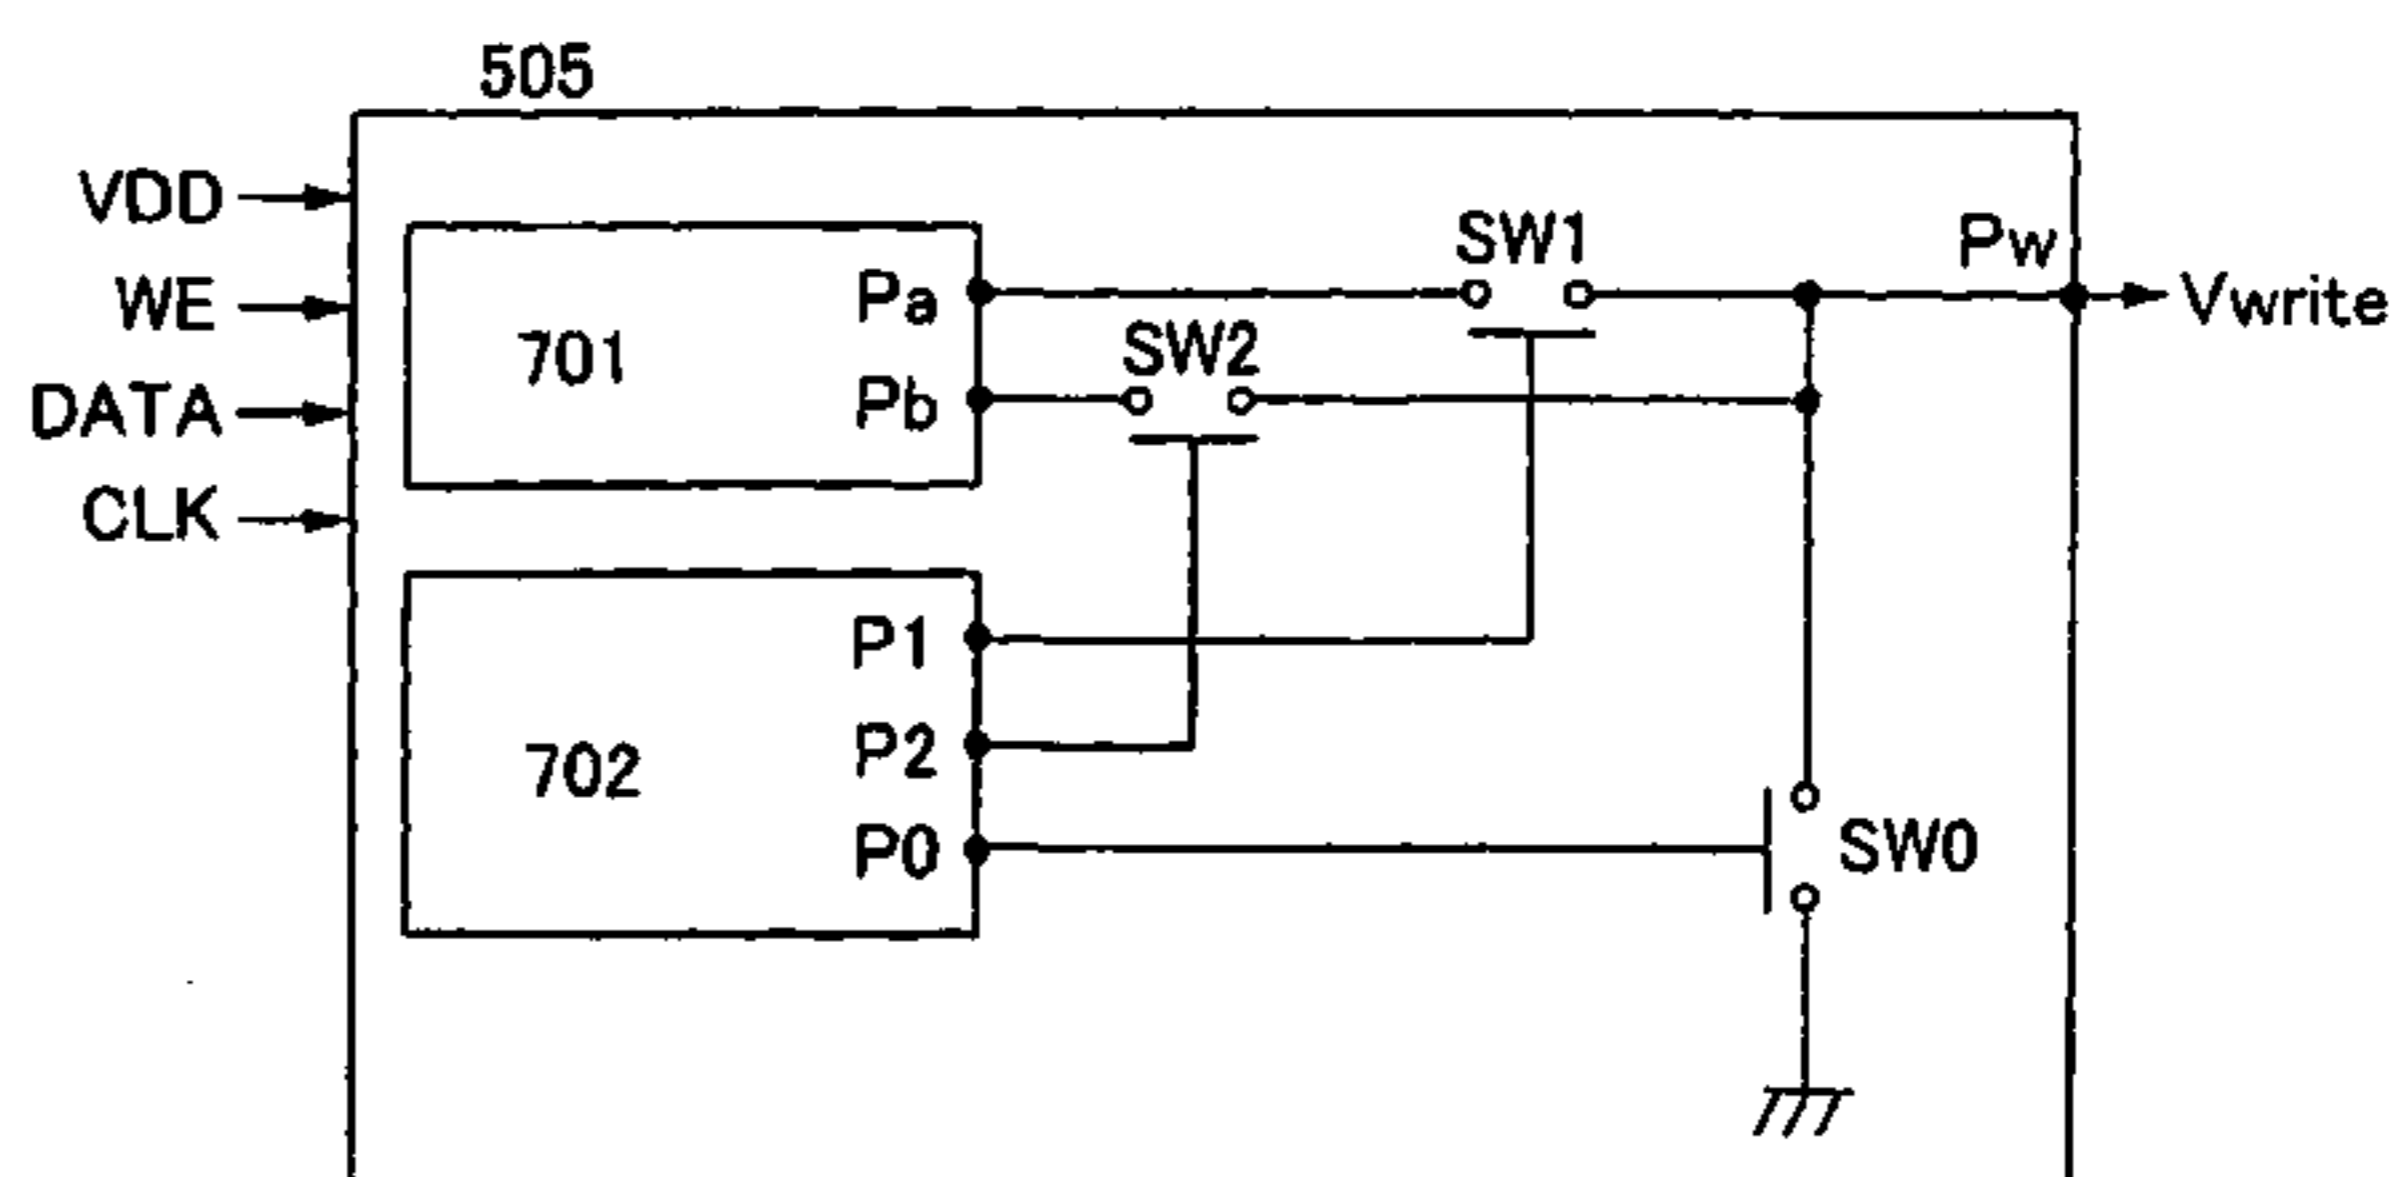 505
VDD
WE
DATA
CLK
701
Pa
Pb
SW1
SW2
Pw
Vwrite
702
P1
P2
P0
SW0